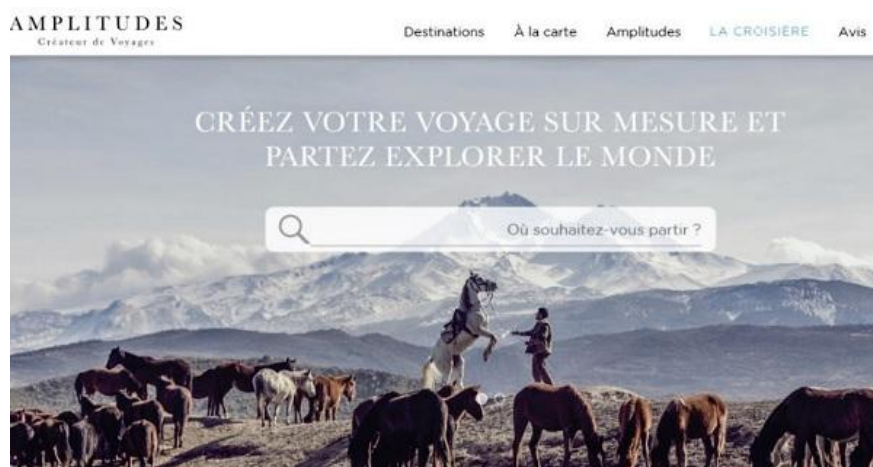 AMPLITUDES
Créateur de Voyages
Destinations À la carte Amplitudes LA CROISIÈRE Avis
CRÉEZ VOTRE VOYAGE SUR MESURE ET
PARTEZ EXPLORER LE MONDE
Où souhaitez-vous partir ?